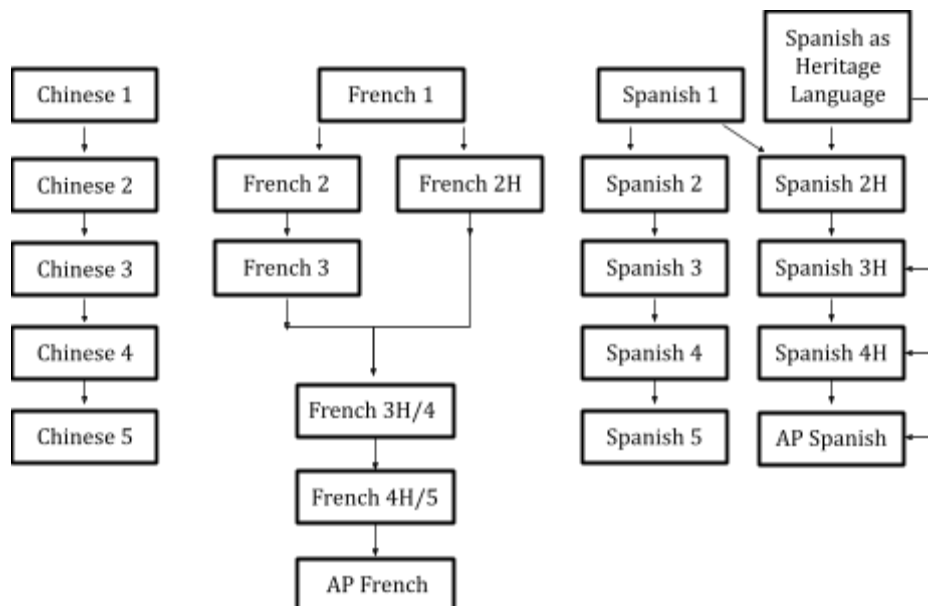 Chinese 1
Chinese 2
Chinese 3
Chinese 4
Chinese 5
French 1
French 2
French 2H
French 3
French 3H/4
French 4H/5
AP French
Spanish 1
Spanish 2
Spanish 3
Spanish 4
Spanish 5
Spanish as
Heritage
Language
Spanish 2H
Spanish 3H
Spanish 4H
AP Spanish